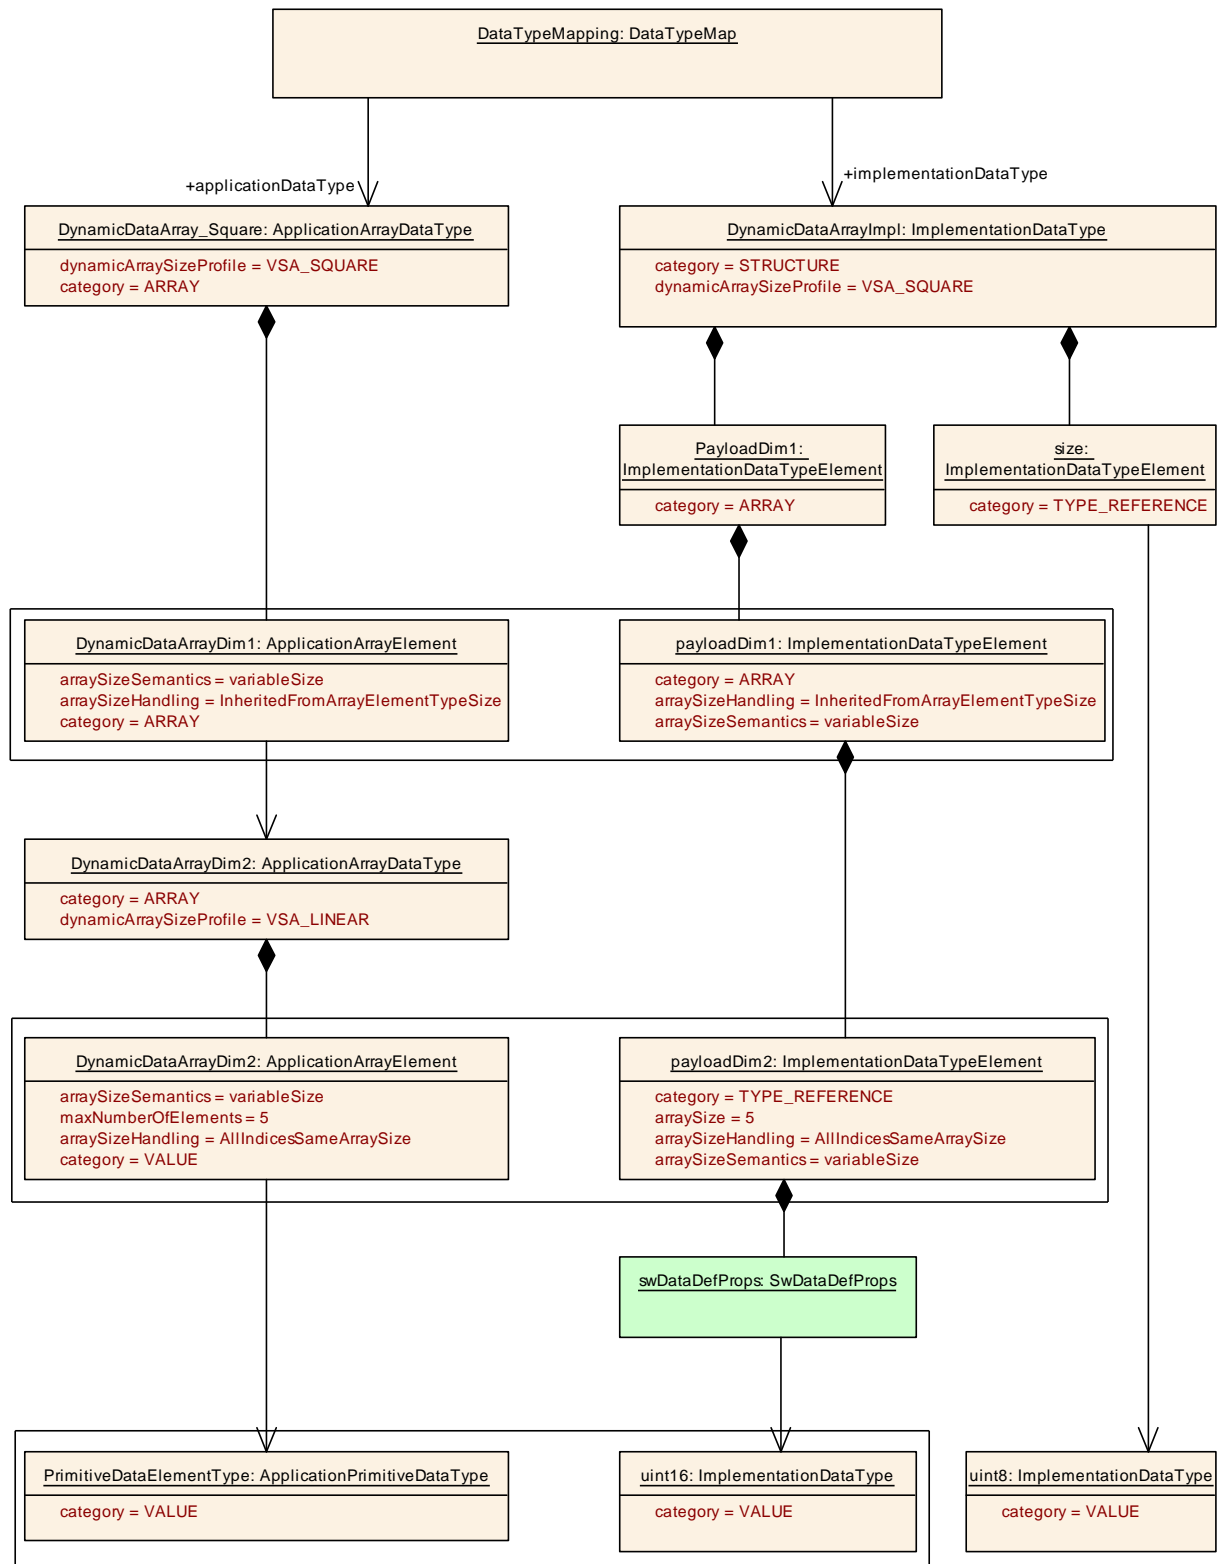 DataTypeMapping: DataTypeMap
+applicationDataType
+implementationDataType
DynamicDataArray_Square: ApplicationArrayDataType
dynamicArraySizeProfile = VSA_SQUARE
category = ARRAY
DynamicDataArrayImpl: ImplementationDataType
category = STRUCTURE
dynamicArraySizeProfile = VSA_SQUARE
PayloadDim1:
ImplementationDataTypeElement
category = ARRAY
size:
ImplementationDataTypeElement
category = TYPE_REFERENCE
DynamicDataArrayDim1: ApplicationArrayElement
arraySizeSemantics = variableSize
arraySizeHandling = InheritedFromArrayElementTypeSize
category = ARRAY
payloadDim1: ImplementationDataTypeElement
category = ARRAY
arraySizeHandling = InheritedFromArrayElementTypeSize
arraySizeSemantics = variableSize
DynamicDataArrayDim2: ApplicationArrayDataType
category = ARRAY
dynamicArraySizeProfile = VSA_LINEAR
DynamicDataArrayDim2: ApplicationArrayElement
arraySizeSemantics = variableSize
maxNumberOfElements = 5
arraySizeHandling = AllIndicesSameArraySize
category = VALUE
payloadDim2: ImplementationDataTypeElement
category = TYPE_REFERENCE
arraySize = 5
arraySizeHandling = AllIndicesSameArraySize
arraySizeSemantics = variableSize
swDataDefProps: SwDataDefProps
PrimitiveDataElementType: ApplicationPrimitiveDataType
category = VALUE
uint16: ImplementationDataType
category = VALUE
uint8: ImplementationDataType
category = VALUE